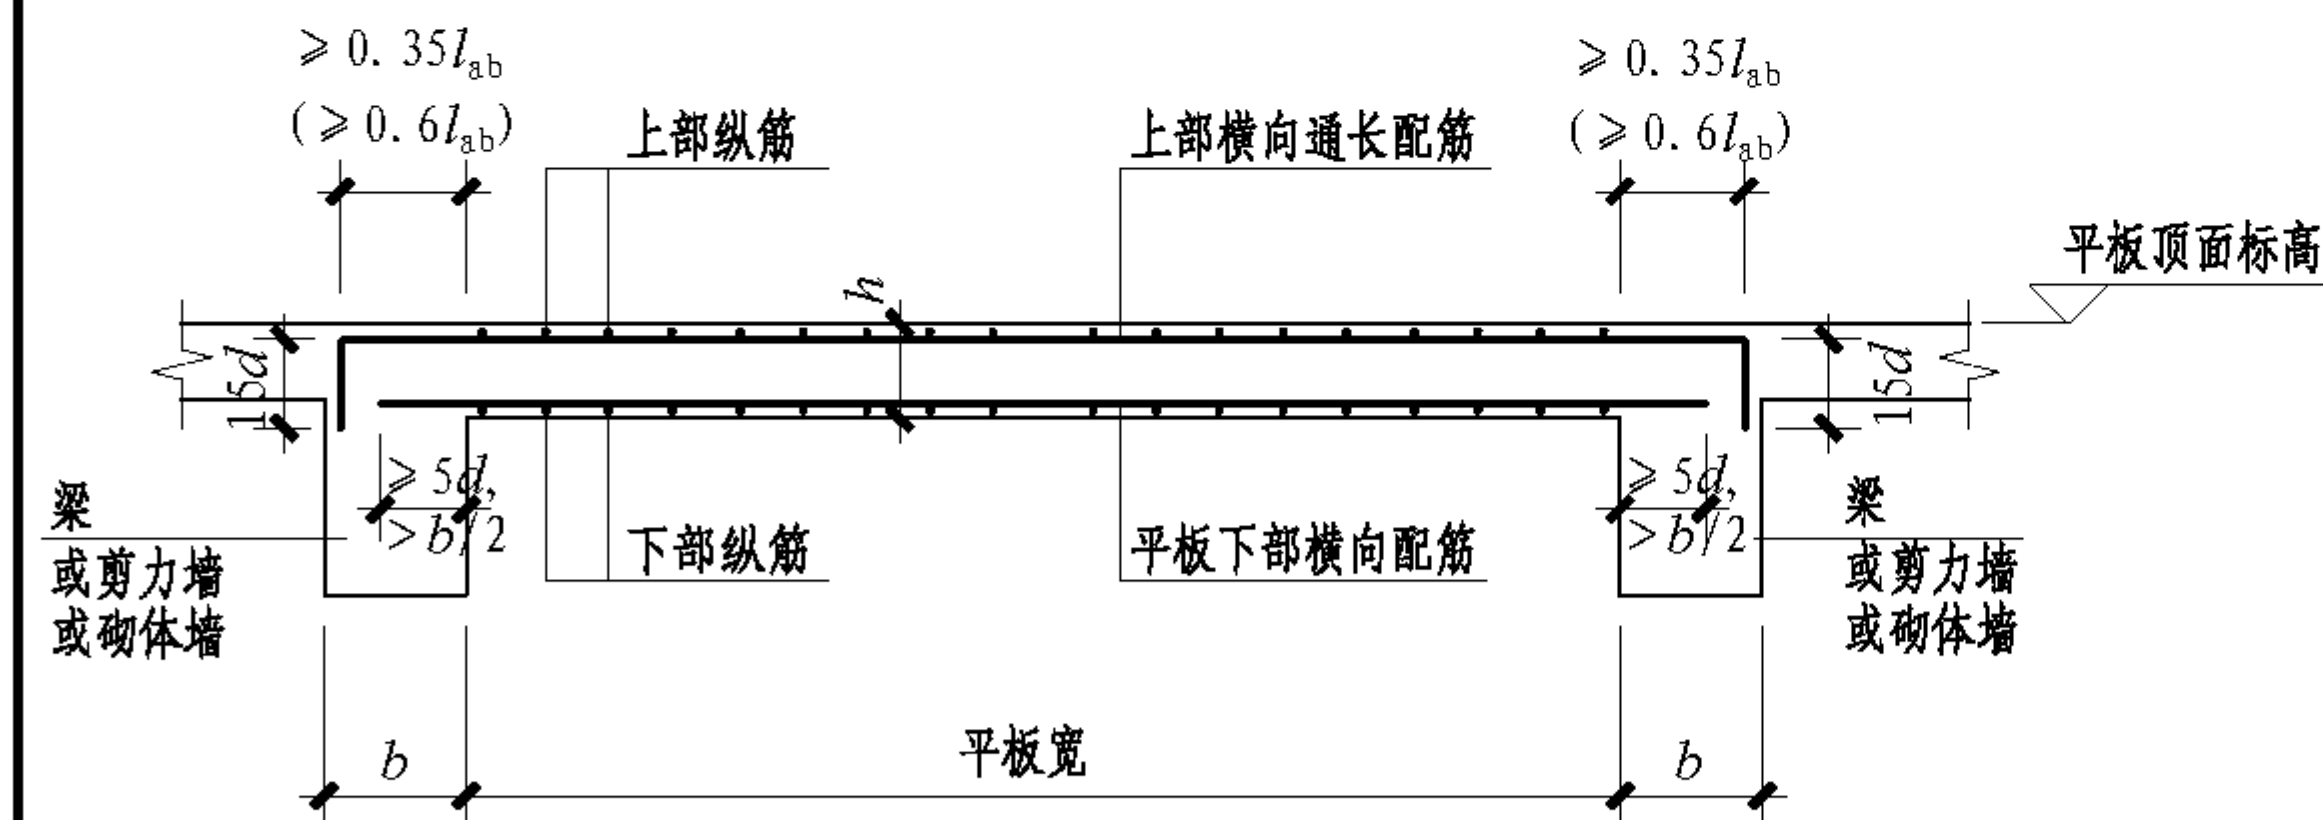 ≥0.35lab
(≥0.6lab)
上部纵筋
上部横向通长配筋
≥0.35lab
(≥0.6lab)
平板顶面标高
h
15d
15d
≥5d,
>b/2
≥5d,
>b/2
梁
或剪力墙
或砌体墙
下部纵筋
平板下部横向配筋
梁
或剪力墙
或砌体墙
b
平板宽
b